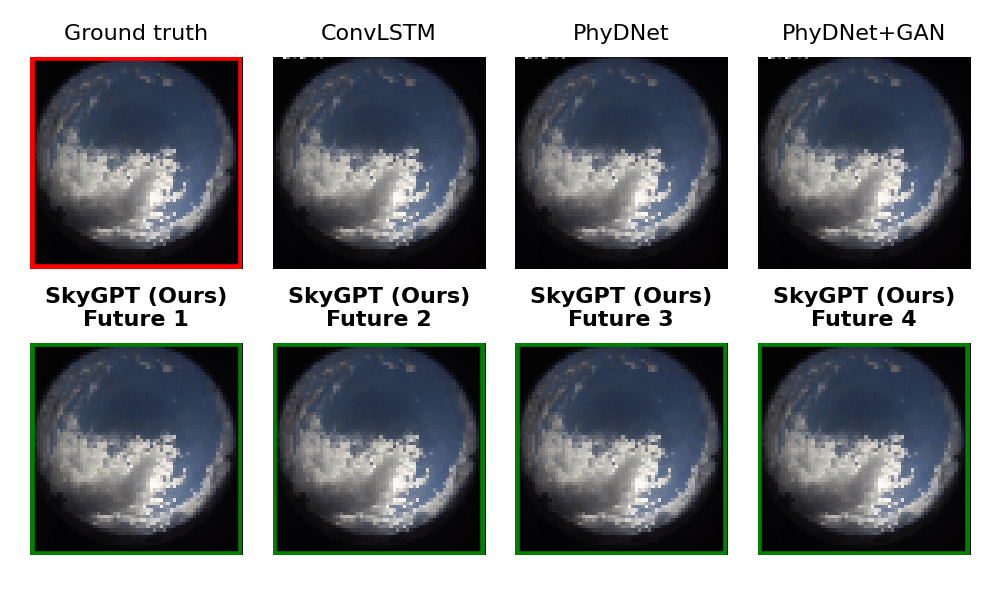 Ground truth
ConvLSTM
PhyDNet
PhyDNet+GAN
SkyGPT (Ours)
Future 1
SkyGPT (Ours)
Future 2
SkyGPT (Ours)
Future 3
SkyGPT (Ours)
Future 4